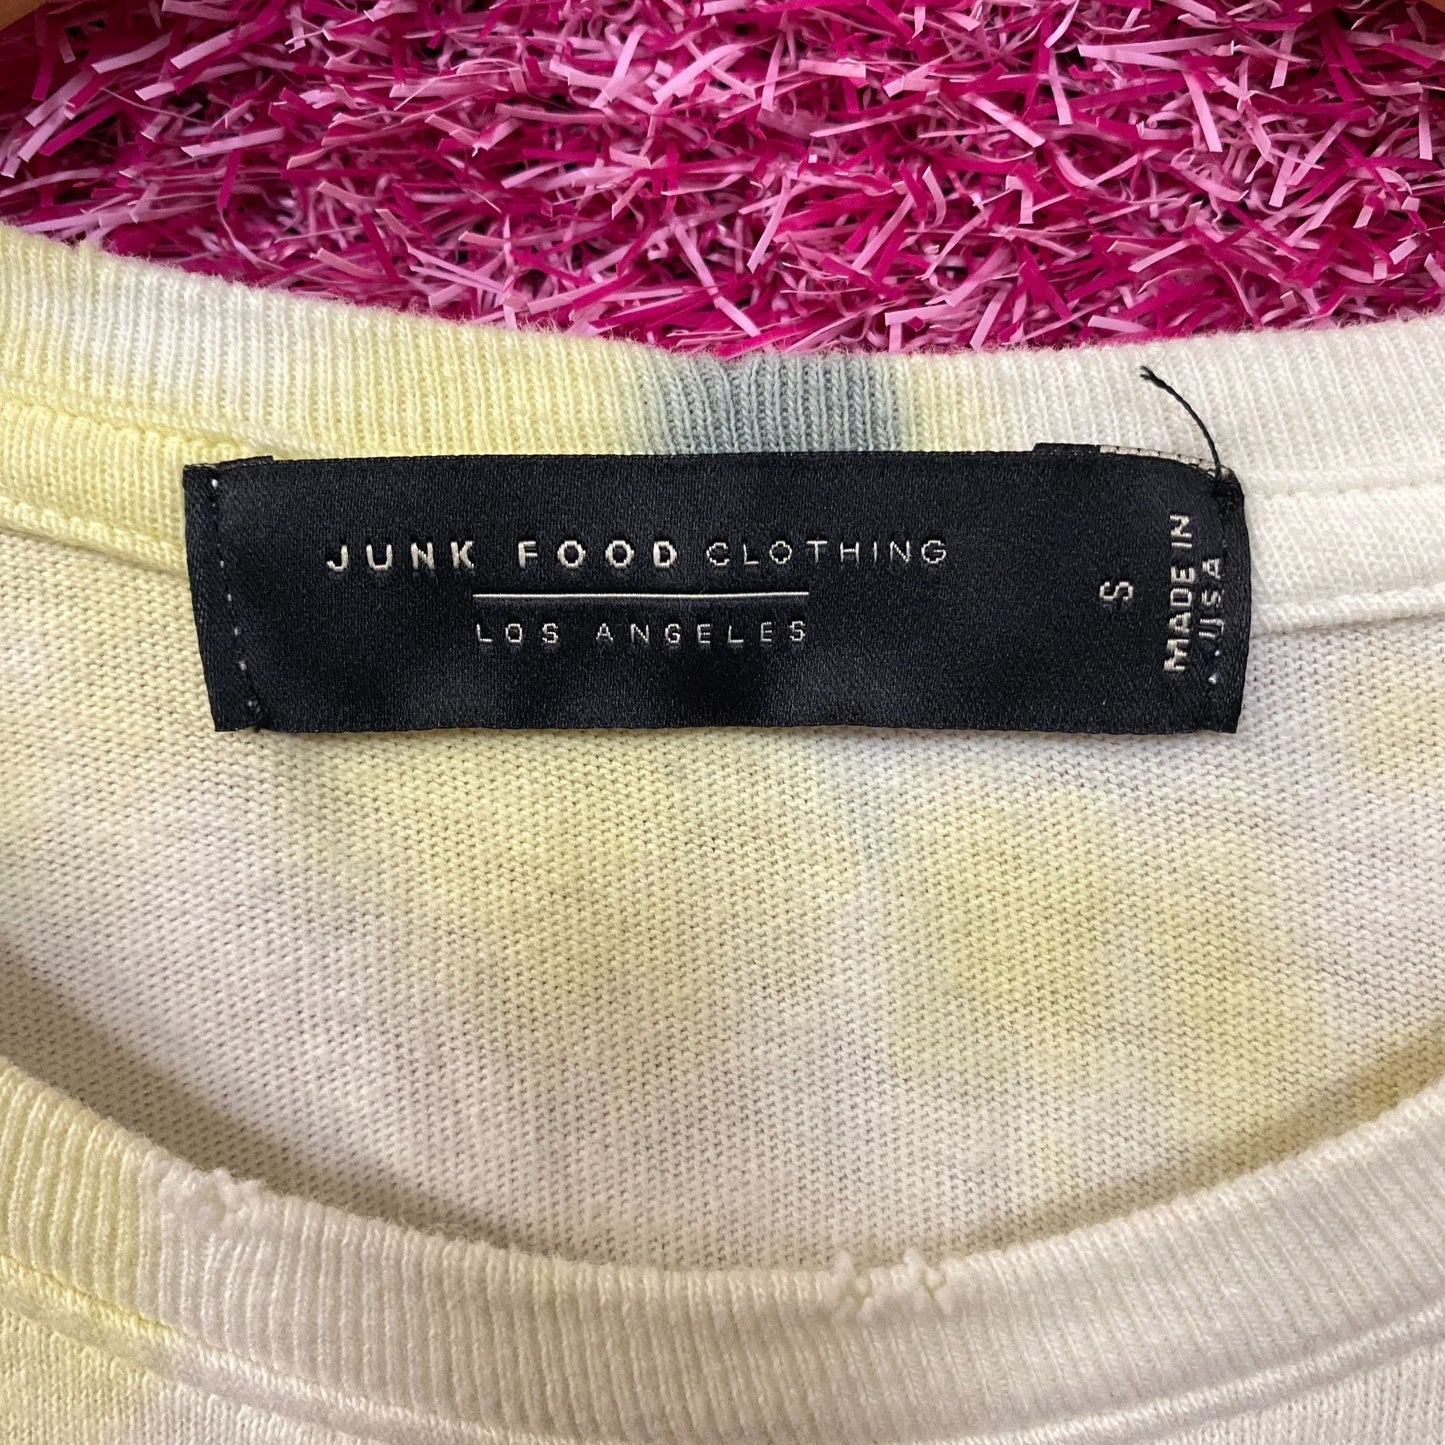 JUNK FOOD CLOTHING
LOS ANGELES
S
MADE IN
USA